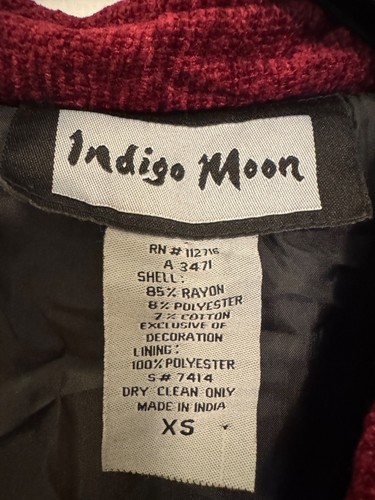 Indigo Moon
RN # 112716
A 3471
SHELL:
85% RAYON
8% POLYESTER
7% COTTON
EXCLUSIVE OF
DECORATION
LINING:
100% POLYESTER
S# 7414
DRY CLEAN ONLY
MADE IN INDIA
XS